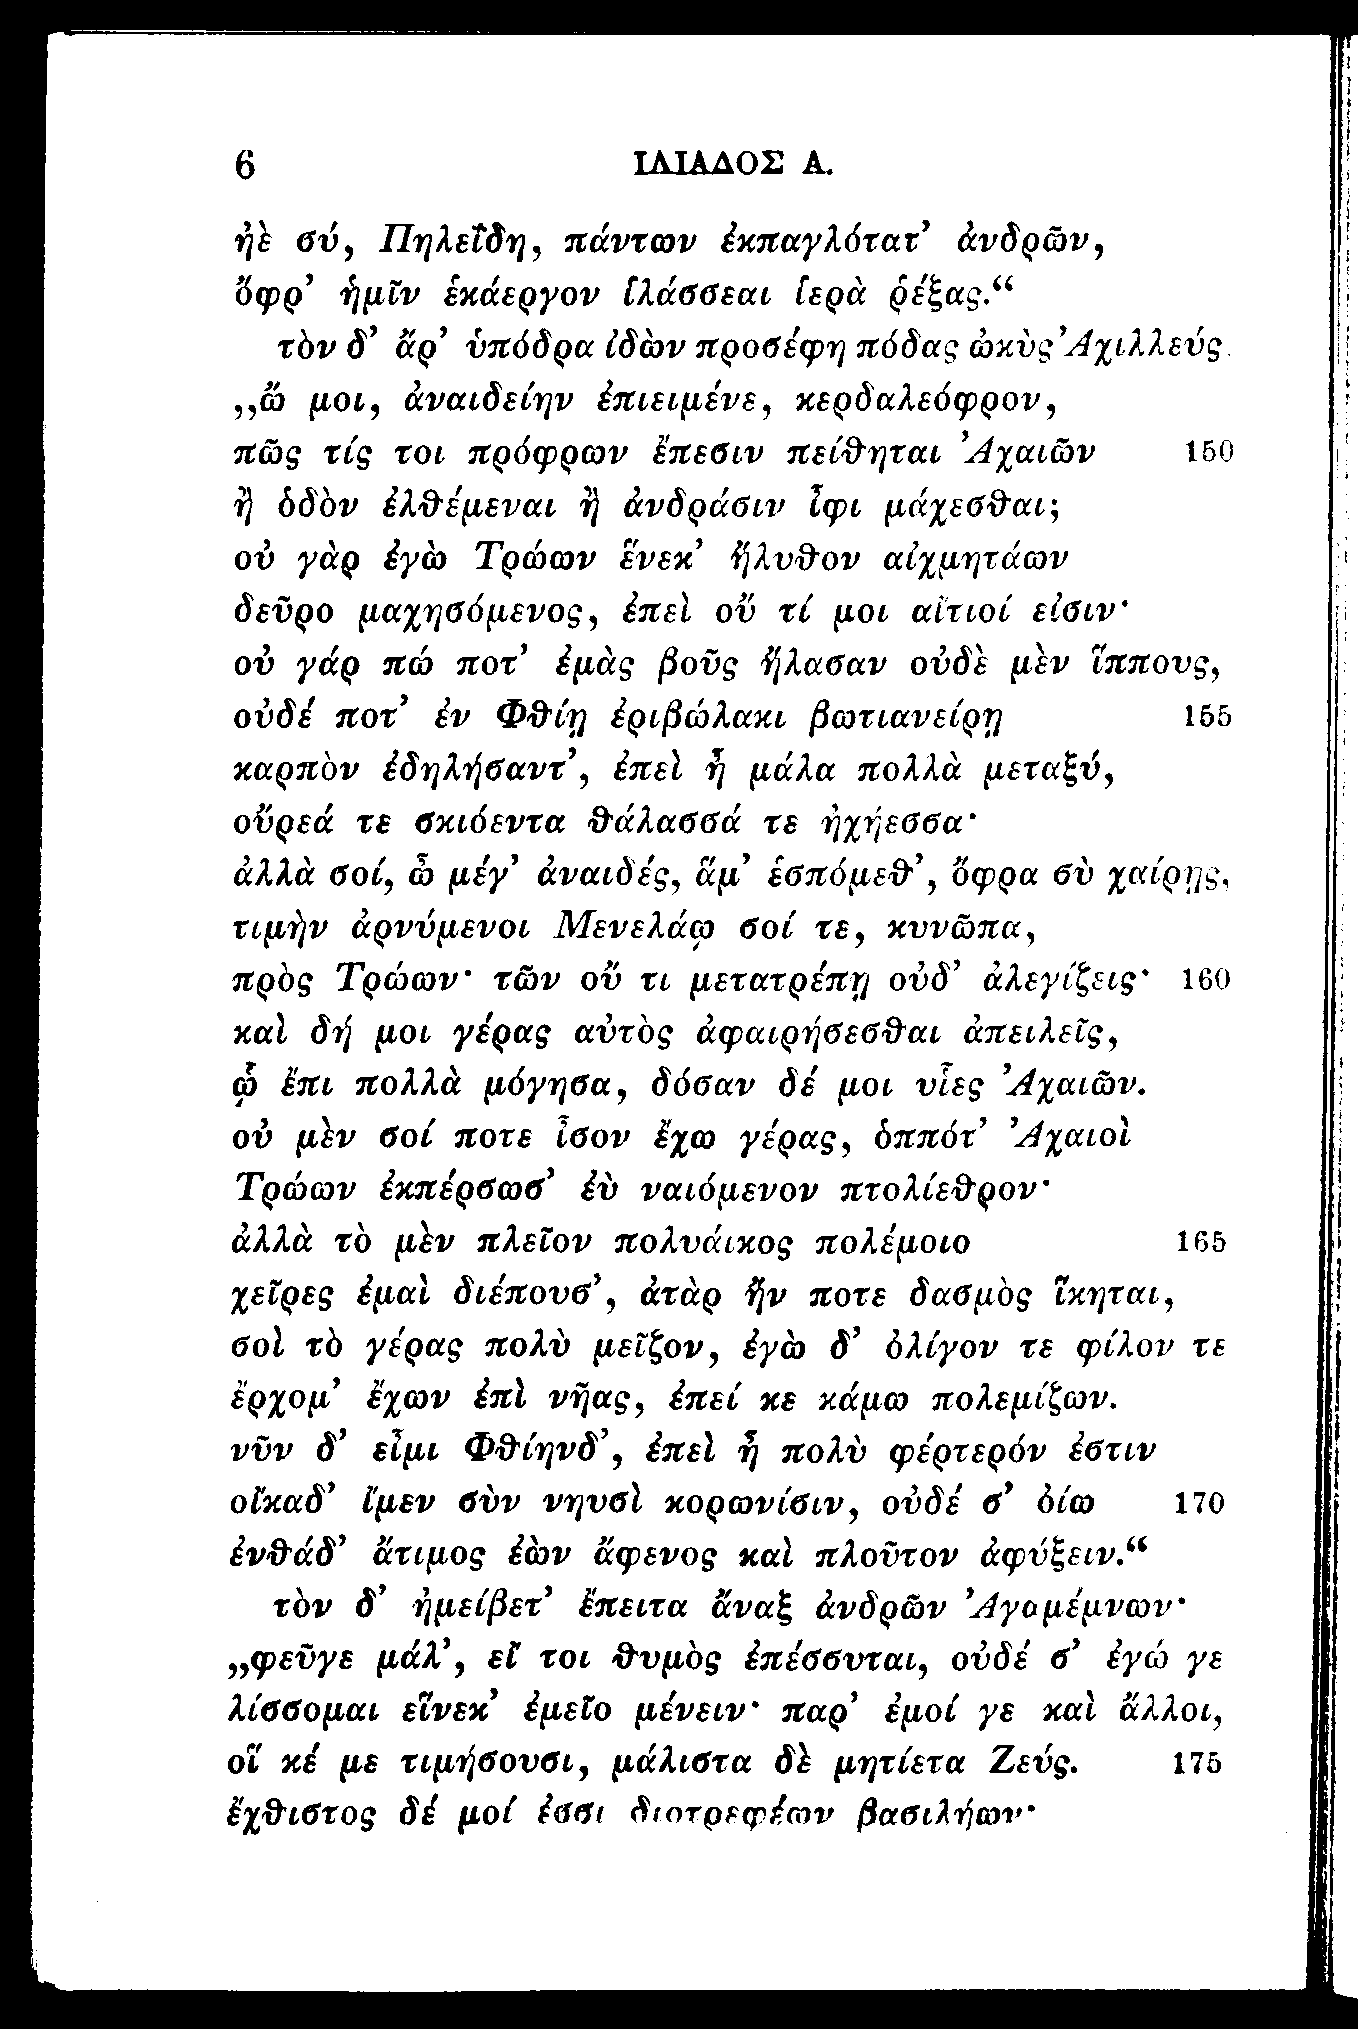 6 ΙΛΙΑΔΟΣ Α.
ἠὲ σύ, Πηλεΐδη, πάντων ἐκπαγλότατ’ ἀνδρῶν,
ὄφρ’ ἡμῖν ἑκάεργον ἱλάσσεαι ἱερὰ ῥέξας.“
τὸν δ’ ἄρ’ ὑπόδρα ἰδὼν προσέφη πόδας ὠκὺς Ἀχιλλεύς
„ὤ μοι, ἀναιδείην ἐπιειμένε, κερδαλεόφρον,
πῶς τίς τοι πρόφρων ἔπεσιν πείθηται Ἀχαιῶν 150
ἢ ὁδὸν ἐλθέμεναι ἢ ἀνδράσιν ἶφι μάχεσθαι;
οὐ γὰρ ἐγὼ Τρώων ἕνεκ’ ἤλυθον αἰχμητάων
δεῦρο μαχησόμενος, ἐπεὶ οὔ τί μοι αἴτιοί εἰσιν·
οὐ γάρ πώ ποτ’ ἐμὰς βοῦς ἤλασαν οὐδὲ μὲν ἵππους,
οὐδέ ποτ’ ἐν Φθίῃ ἐριβώλακι βωτιανείρῃ 155
καρπὸν ἐδηλήσαντ’, ἐπεὶ ἦ μάλα πολλὰ μεταξύ,
οὔρεά τε σκιόεντα θάλασσά τε ἠχήεσσα·
ἀλλὰ σοί, ὦ μέγ’ ἀναιδές, ἅμ’ ἑσπόμεθ’, ὄφρα σὺ χαίρῃς,
τιμὴν ἀρνύμενοι Μενελάῳ σοί τε, κυνῶπα,
πρὸς Τρώων· τῶν οὔ τι μετατρέπῃ οὐδ’ ἀλεγίζεις· 160
καὶ δή μοι γέρας αὐτὸς ἀφαιρήσεσθαι ἀπειλεῖς,
ᾧ ἔπι πολλὰ μόγησα, δόσαν δέ μοι υἷες Ἀχαιῶν.
οὐ μὲν σοί ποτε ἶσον ἔχω γέρας, ὁππότ’ Ἀχαιοὶ
Τρώων ἐκπέρσωσ’ ἐὺ ναιόμενον πτολίεθρον·
ἀλλὰ τὸ μὲν πλεῖον πολυάικος πολέμοιο 165
χεῖρες ἐμαὶ διέπουσ’, ἀτὰρ ἤν ποτε δασμὸς ἵκηται,
σοὶ τὸ γέρας πολὺ μεῖζον, ἐγὼ δ’ ὀλίγον τε φίλον τε
ἔρχομ’ ἔχων ἐπὶ νῆας, ἐπεί κε κάμω πολεμίζων.
νῦν δ’ εἶμι Φθίηνδ’, ἐπεὶ ἦ πολὺ φέρτερόν ἐστιν
οἴκαδ’ ἴμεν σὺν νηυσὶ κορωνίσιν, οὐδέ σ’ ὀίω 170
ἐνθάδ’ ἄτιμος ἐὼν ἄφενος καὶ πλοῦτον ἀφύξειν.“
τὸν δ’ ἠμείβετ’ ἔπειτα ἄναξ ἀνδρῶν Ἀγαμέμνων·
„φεῦγε μάλ’, εἴ τοι θυμὸς ἐπέσσυται, οὐδέ σ’ ἐγώ γε
λίσσομαι εἵνεκ’ ἐμεῖο μένειν· παρ’ ἐμοί γε καὶ ἄλλοι,
οἵ κέ με τιμήσουσι, μάλιστα δὲ μητίετα Ζεύς. 175
ἔχθιστος δέ μοί ἐσσι διοτρεφέων βασιλήων·